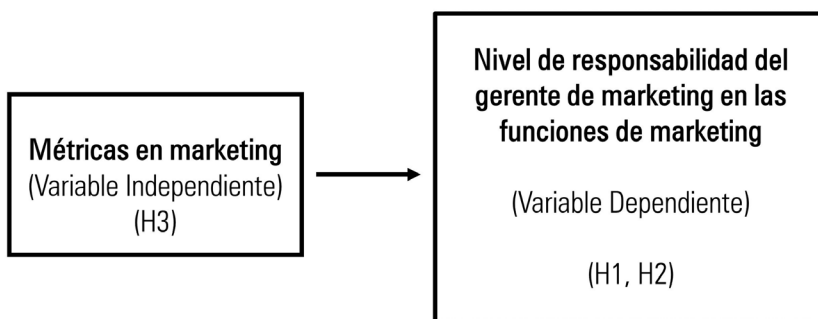 Métricas en marketing
(Variable Independiente)
(H3)
Nivel de responsabilidad del
gerente de marketing en las
funciones de marketing
(Variable Dependiente)
(H1, H2)